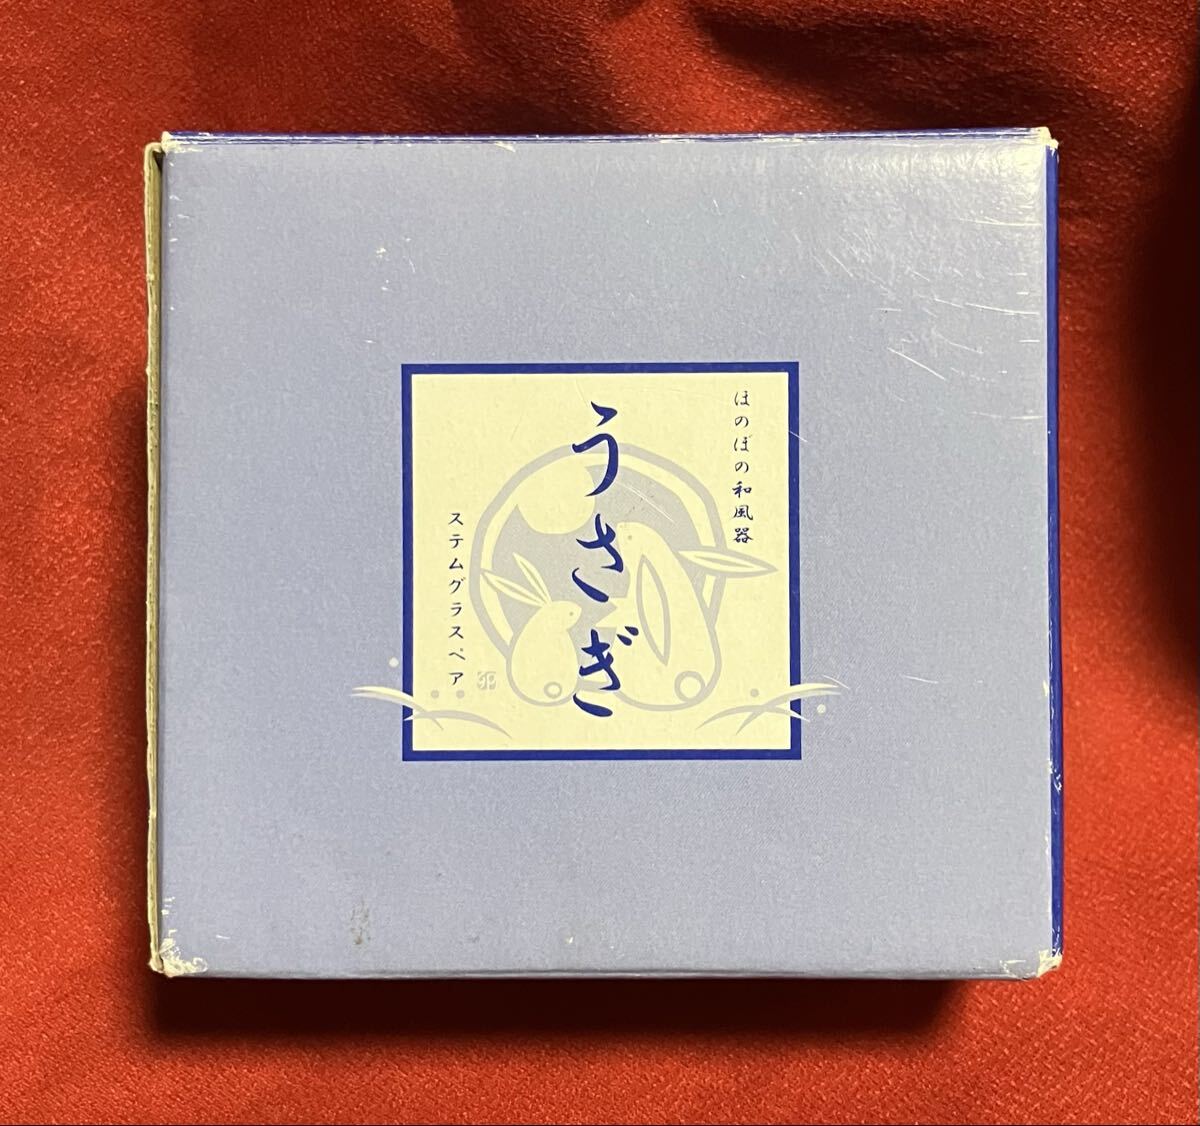 ほのぼの和風器
うさぎ
ステムグラスペア
卯